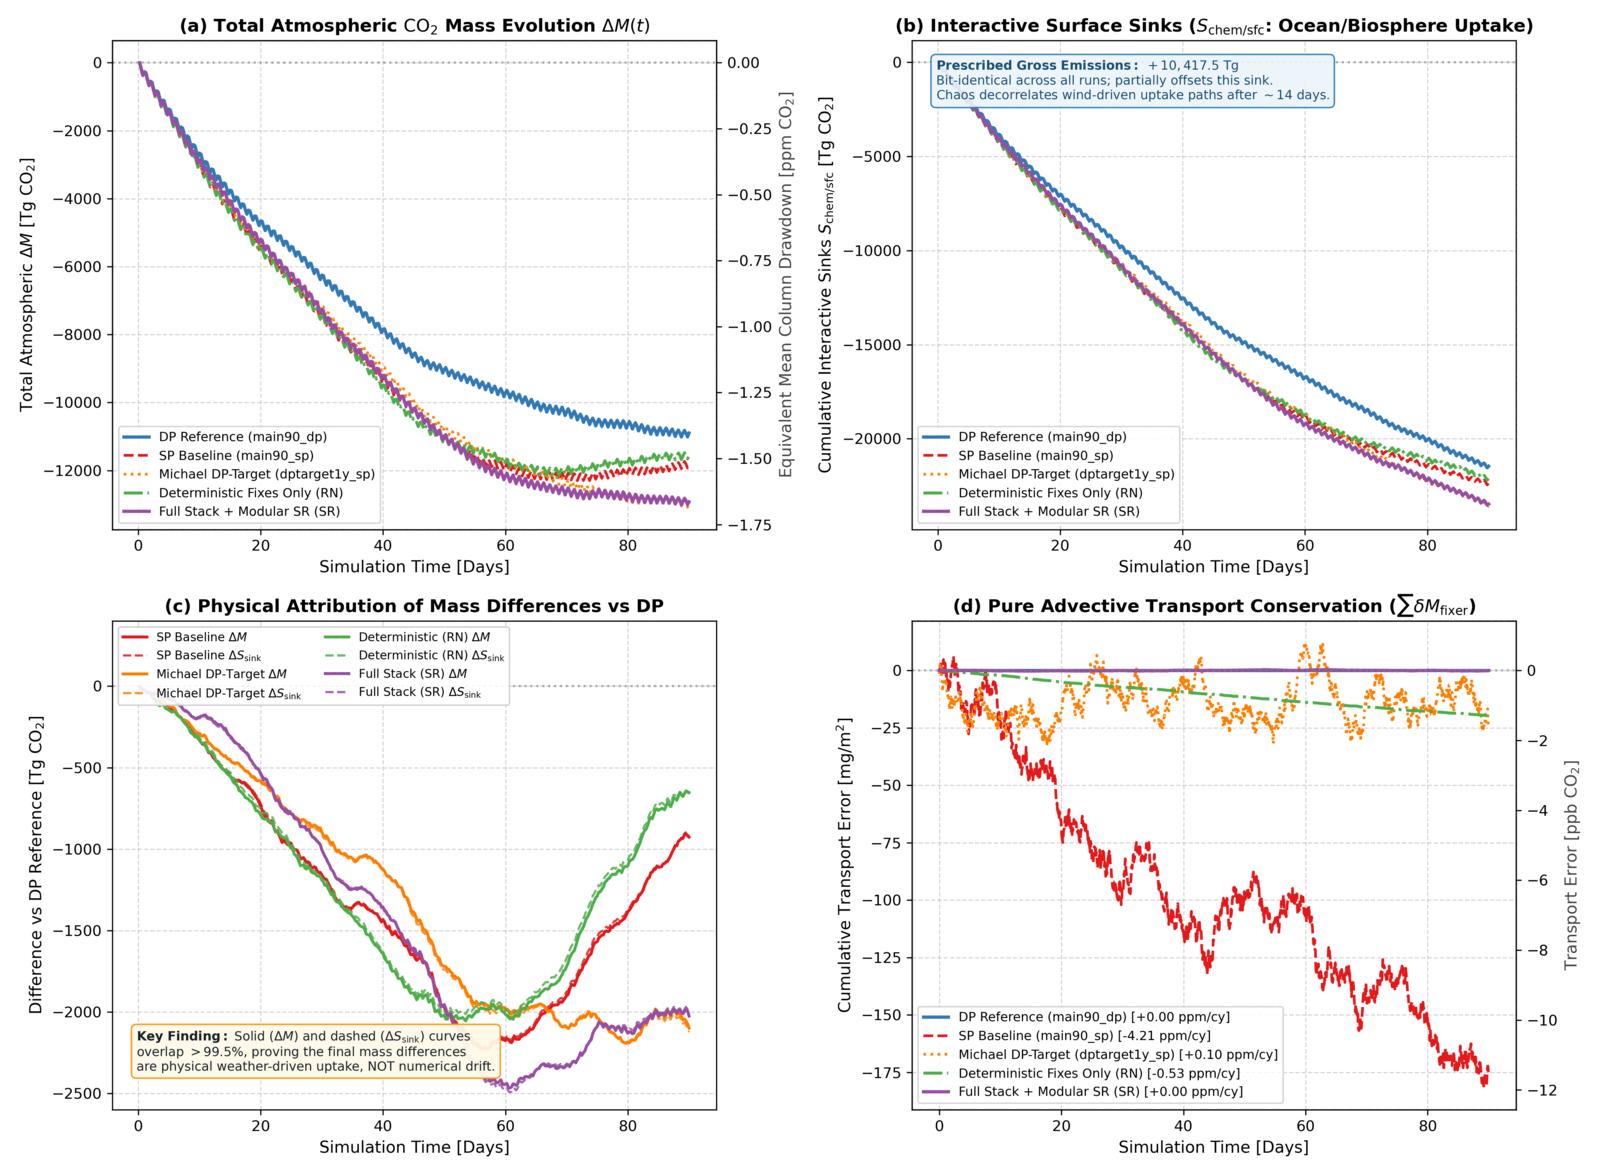 (a) Total Atmospheric CO₂ Mass Evolution ΔM(t)
Total Atmospheric ΔM [Tg CO₂]
0
−2000
−4000
−6000
−8000
−10000
−12000
0.00
−0.25
−0.50
−0.75
−1.00
−1.25
−1.50
−1.75
Equivalent Mean Column Drawdown [ppm CO₂]
DP Reference (main90_dp)
SP Baseline (main90_sp)
Michael DP-Target (dptarget1y_sp)
Deterministic Fixes Only (RN)
Full Stack + Modular SR (SR)
0 20 40 60 80
Simulation Time [Days]
(b) Interactive Surface Sinks (S_chem/sfc: Ocean/Biosphere Uptake)
Cumulative Interactive Sinks S_chem/sfc [Tg CO₂]
0
−5000
−10000
−15000
−20000
Prescribed Gross Emissions: +10,417.5 Tg
Bit-identical across all runs; partially offsets this sink.
Chaos decorrelates wind-driven uptake paths after ~14 days.
DP Reference (main90_dp)
SP Baseline (main90_sp)
Michael DP-Target (dptarget1y_sp)
Deterministic Fixes Only (RN)
Full Stack + Modular SR (SR)
0 20 40 60 80
Simulation Time [Days]
(c) Physical Attribution of Mass Differences vs DP
Difference vs DP Reference [Tg CO₂]
0
−500
−1000
−1500
−2000
−2500
SP Baseline ΔM
SP Baseline ΔS_sink
Michael DP-Target ΔM
Michael DP-Target ΔS_sink
Deterministic (RN) ΔM
Deterministic (RN) ΔS_sink
Full Stack (SR) ΔM
Full Stack (SR) ΔS_sink
Key Finding: Solid (ΔM) and dashed (ΔS_sink) curves
overlap >99.5%, proving the final mass differences
are physical weather-driven uptake, NOT numerical drift.
0 20 40 60 80
Simulation Time [Days]
(d) Pure Advective Transport Conservation (∑δM_fixer)
Cumulative Transport Error [mg/m²]
0
−25
−50
−75
−100
−125
−150
−175
0
−2
−4
−6
−8
−10
−12
Transport Error [ppb CO₂]
DP Reference (main90_dp) [+0.00 ppm/cy]
SP Baseline (main90_sp) [-4.21 ppm/cy]
Michael DP-Target (dptarget1y_sp) [+0.10 ppm/cy]
Deterministic Fixes Only (RN) [-0.53 ppm/cy]
Full Stack + Modular SR (SR) [+0.00 ppm/cy]
0 20 40 60 80
Simulation Time [Days]